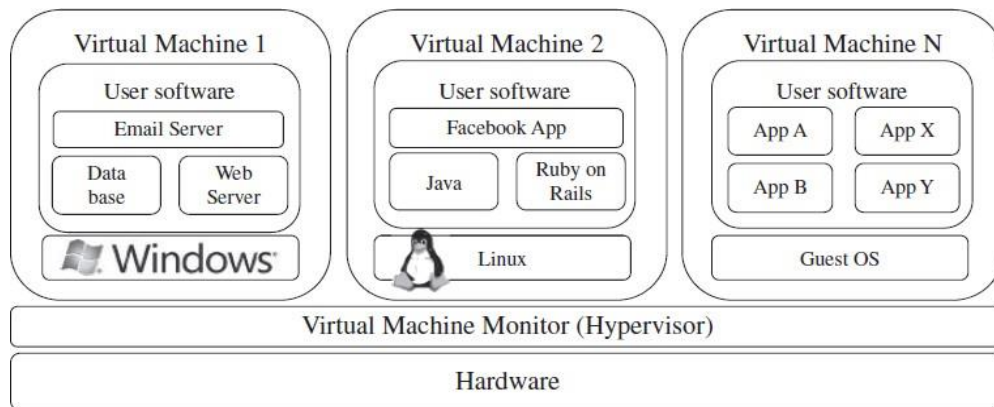 Virtual Machine 1
User software
Email Server
Data
base
Web
Server
Windows
Virtual Machine 2
User software
Facebook App
Java
Ruby on
Rails
Linux
Virtual Machine N
User software
App A
App X
App B
App Y
Guest OS
Virtual Machine Monitor (Hypervisor)
Hardware